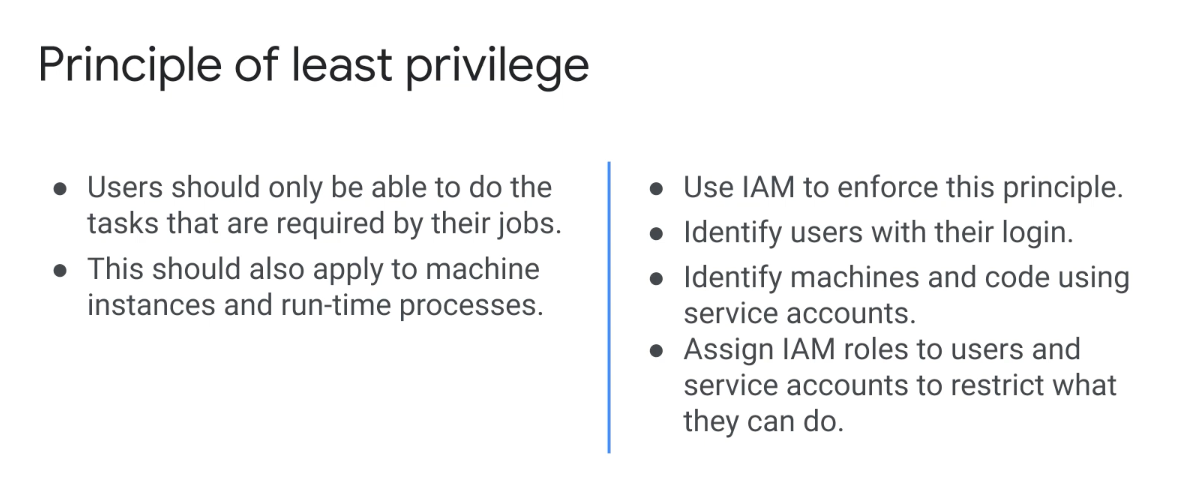 Principle of least privilege
● Users should only be able to do the
tasks that are required by their jobs.
● This should also apply to machine
instances and run-time processes.
● Use IAM to enforce this principle.
● Identify users with their login.
● Identify machines and code using
service accounts.
● Assign IAM roles to users and
service accounts to restrict what
they can do.